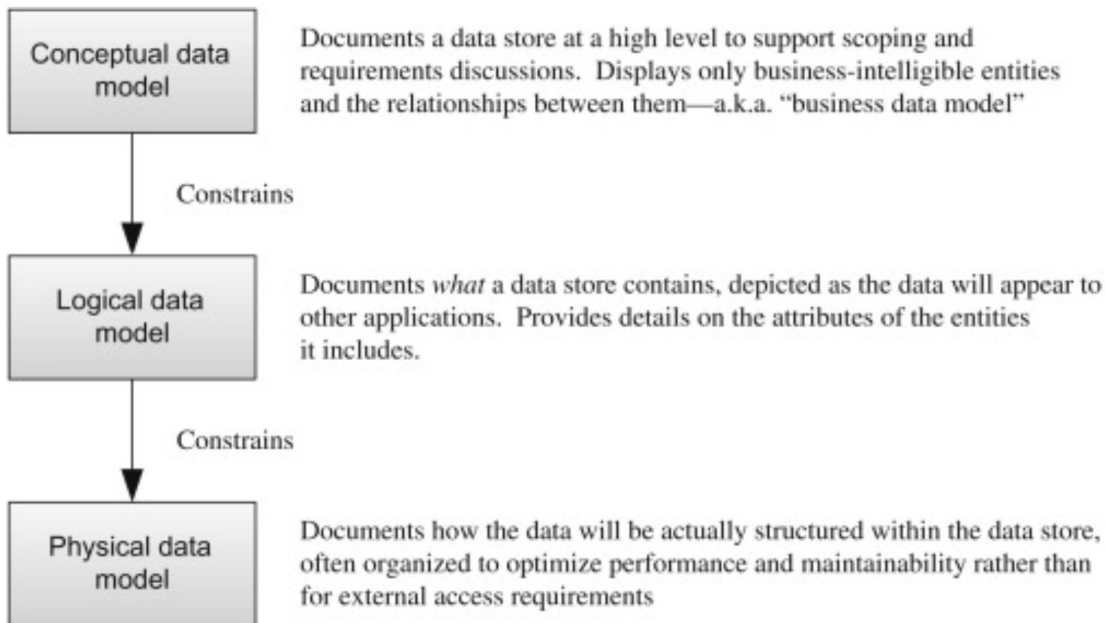 Conceptual data
model
Documents a data store at a high level to support scoping and
requirements discussions.  Displays only business-intelligible entities
and the relationships between them—a.k.a. “business data model”
Constrains
Logical data
model
Documents what a data store contains, depicted as the data will appear to
other applications.  Provides details on the attributes of the entities
it includes.
Constrains
Physical data
model
Documents how the data will be actually structured within the data store,
often organized to optimize performance and maintainability rather than
for external access requirements